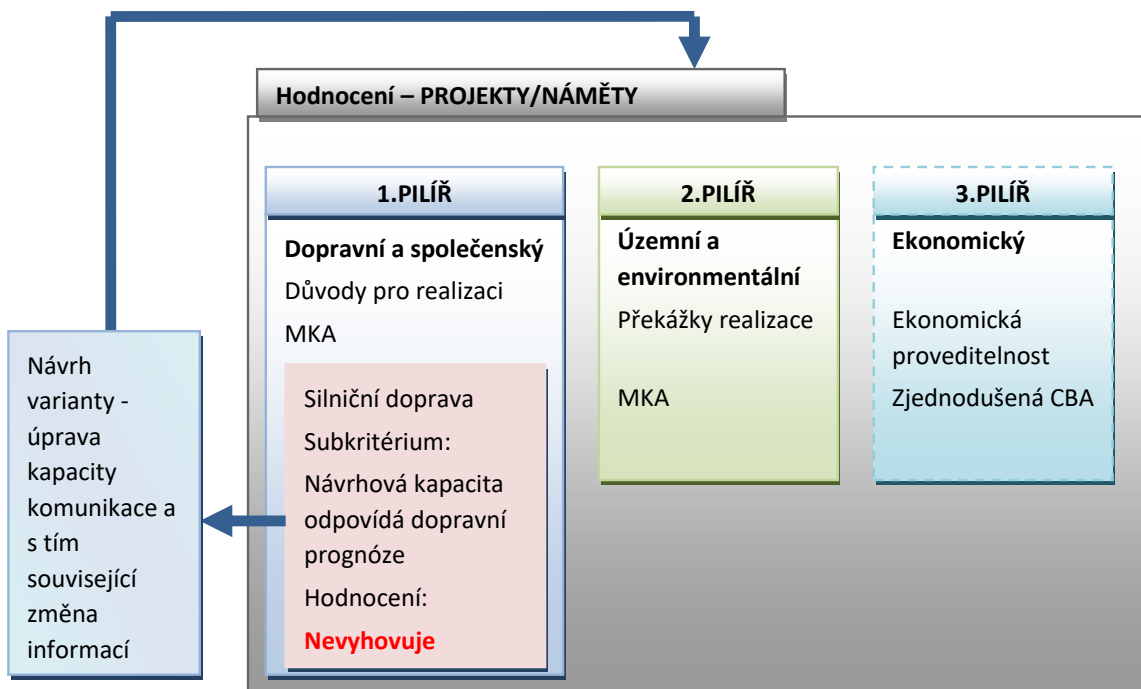 Hodnocení – PROJEKTY/NÁMĚTY
1.PILÍŘ
Dopravní a společenský
Důvody pro realizaci
MKA
Silniční doprava
Subkritérium:
Návrhová kapacita
odpovídá dopravní
prognóze
Hodnocení:
Nevyhovuje
2.PILÍŘ
Územní a
environmentální
Překážky realizace
MKA
3.PILÍŘ
Ekonomický
Ekonomická
proveditelnost
Zjednodušená CBA
Návrh
varianty -
úprava
kapacity
komunikace a
s tím
související
změna
informací